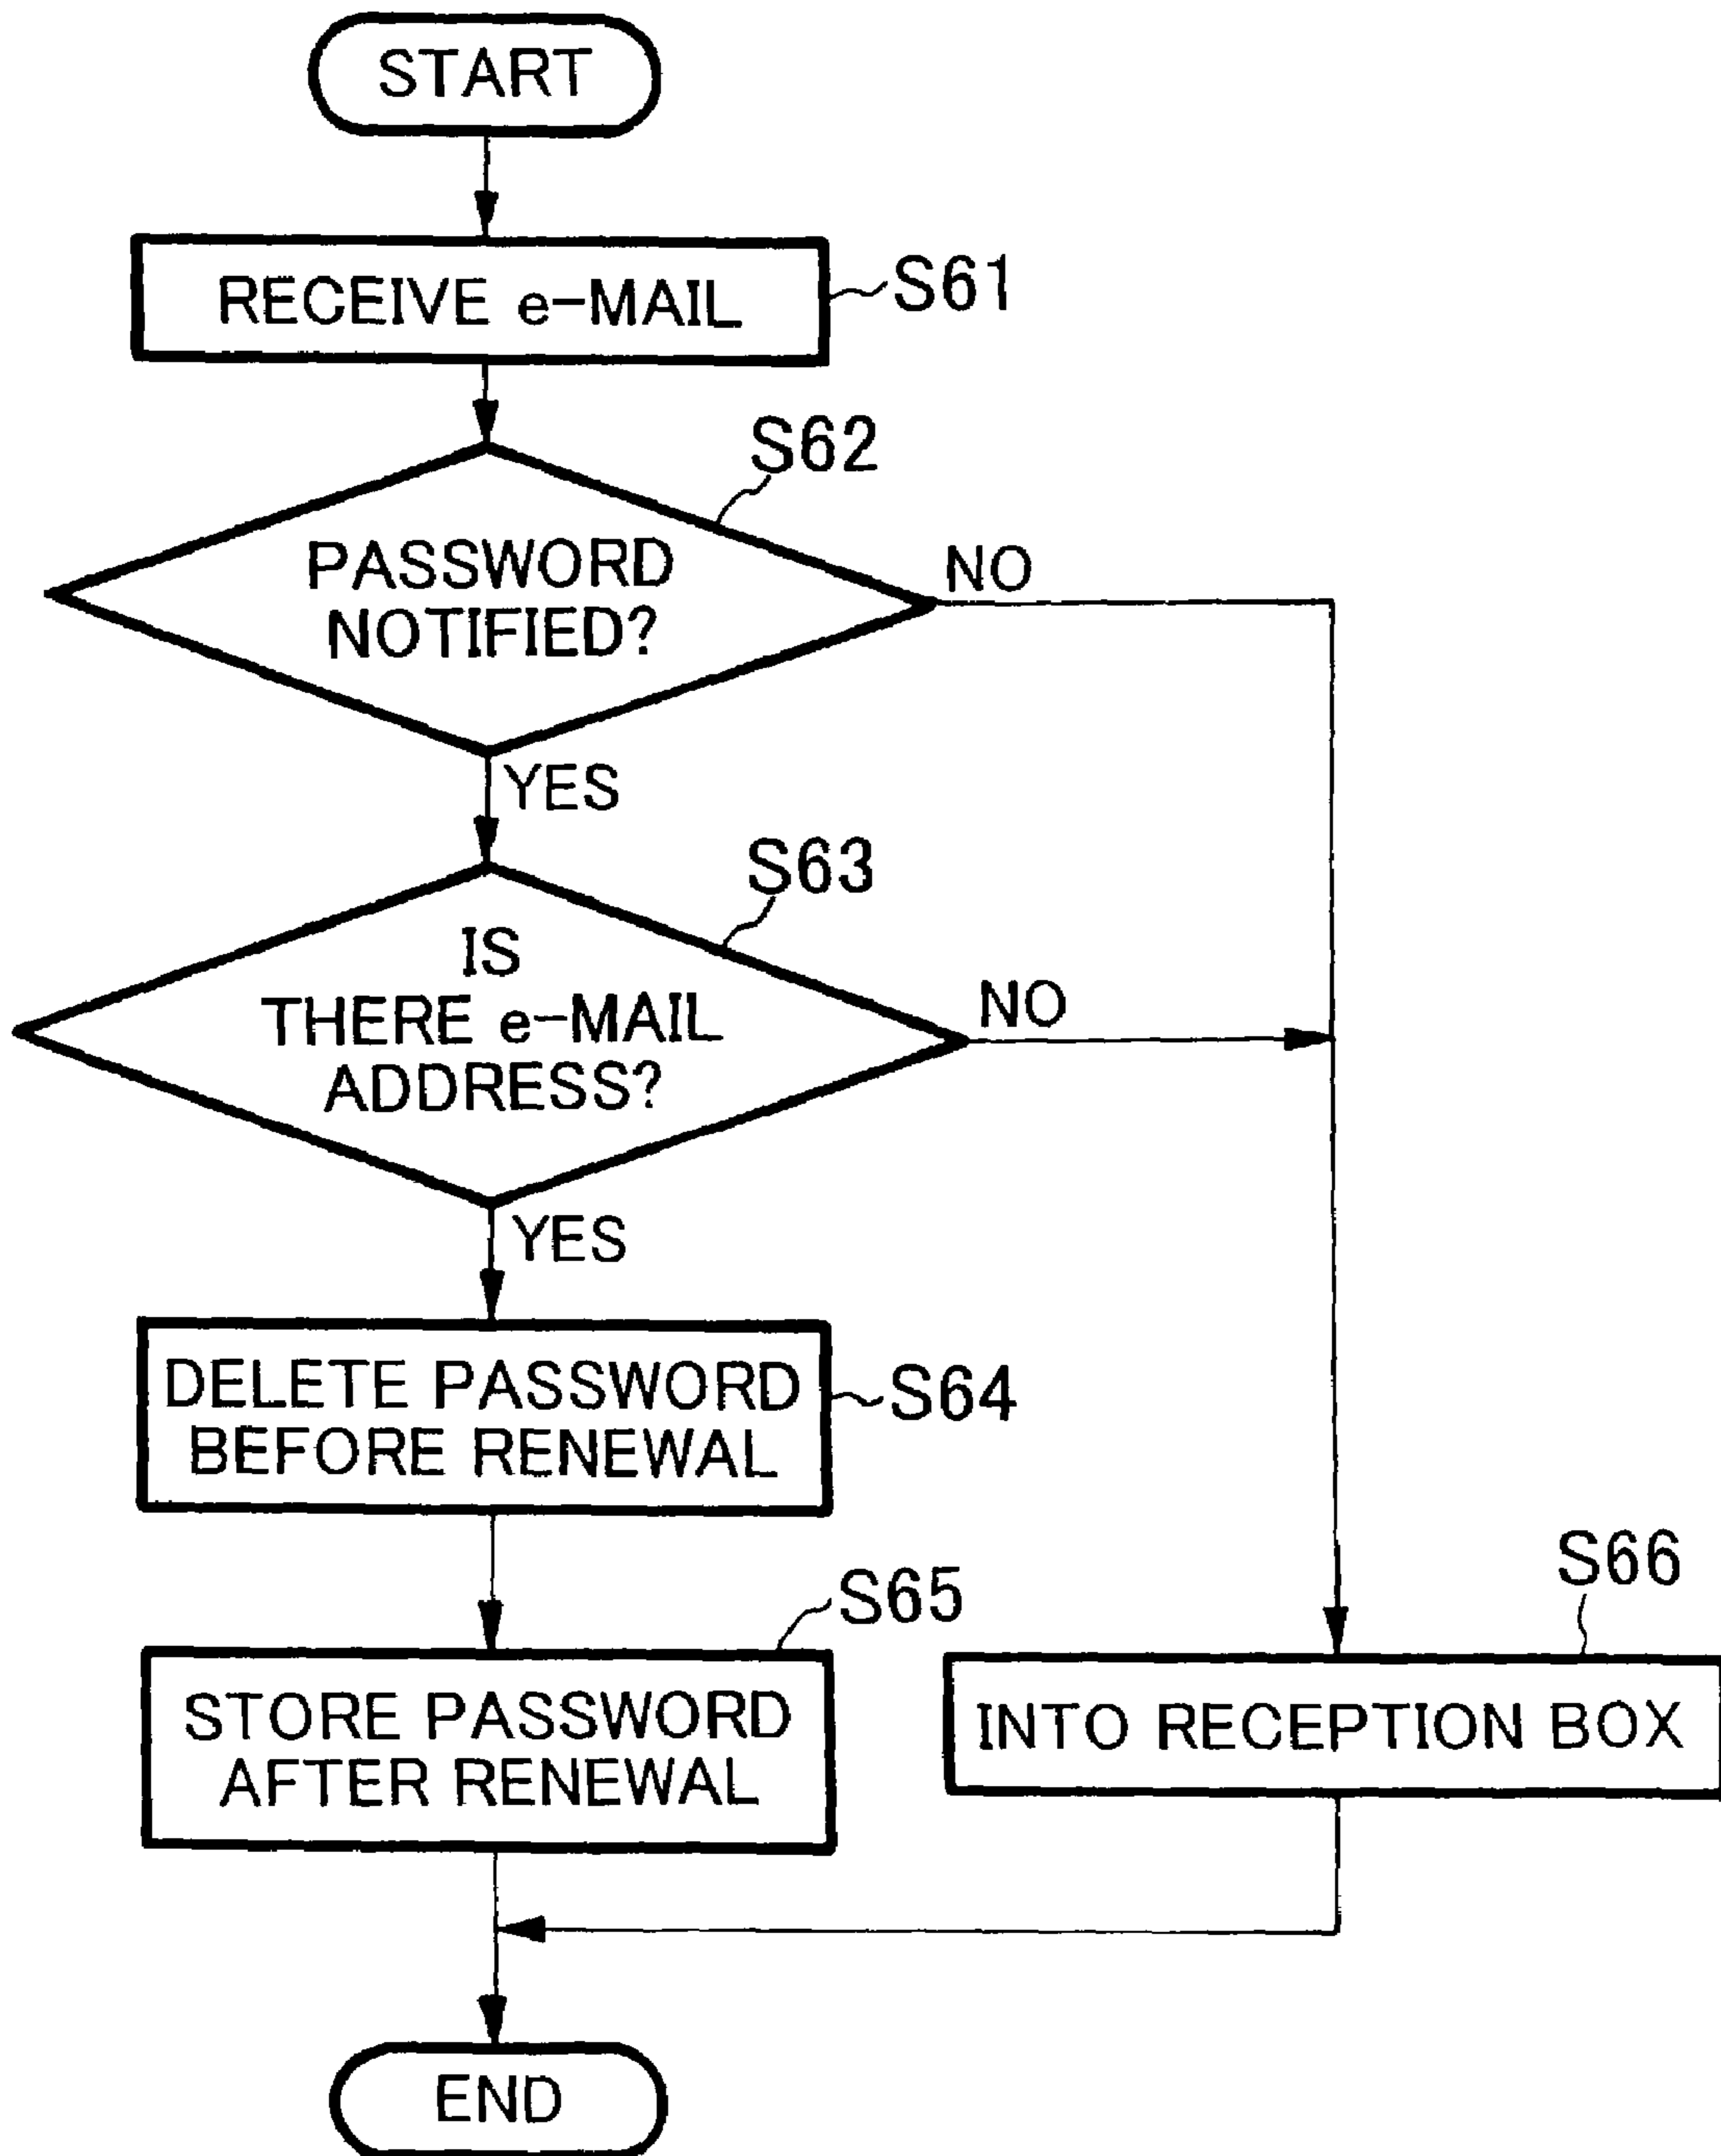 START
RECEIVE e-MAIL
S61
S62
PASSWORD
NOTIFIED?
NO
YES
S63
IS
THERE e-MAIL
ADDRESS?
NO
YES
DELETE PASSWORD
BEFORE RENEWAL
S64
S65
STORE PASSWORD
AFTER RENEWAL
S66
INTO RECEPTION BOX
END